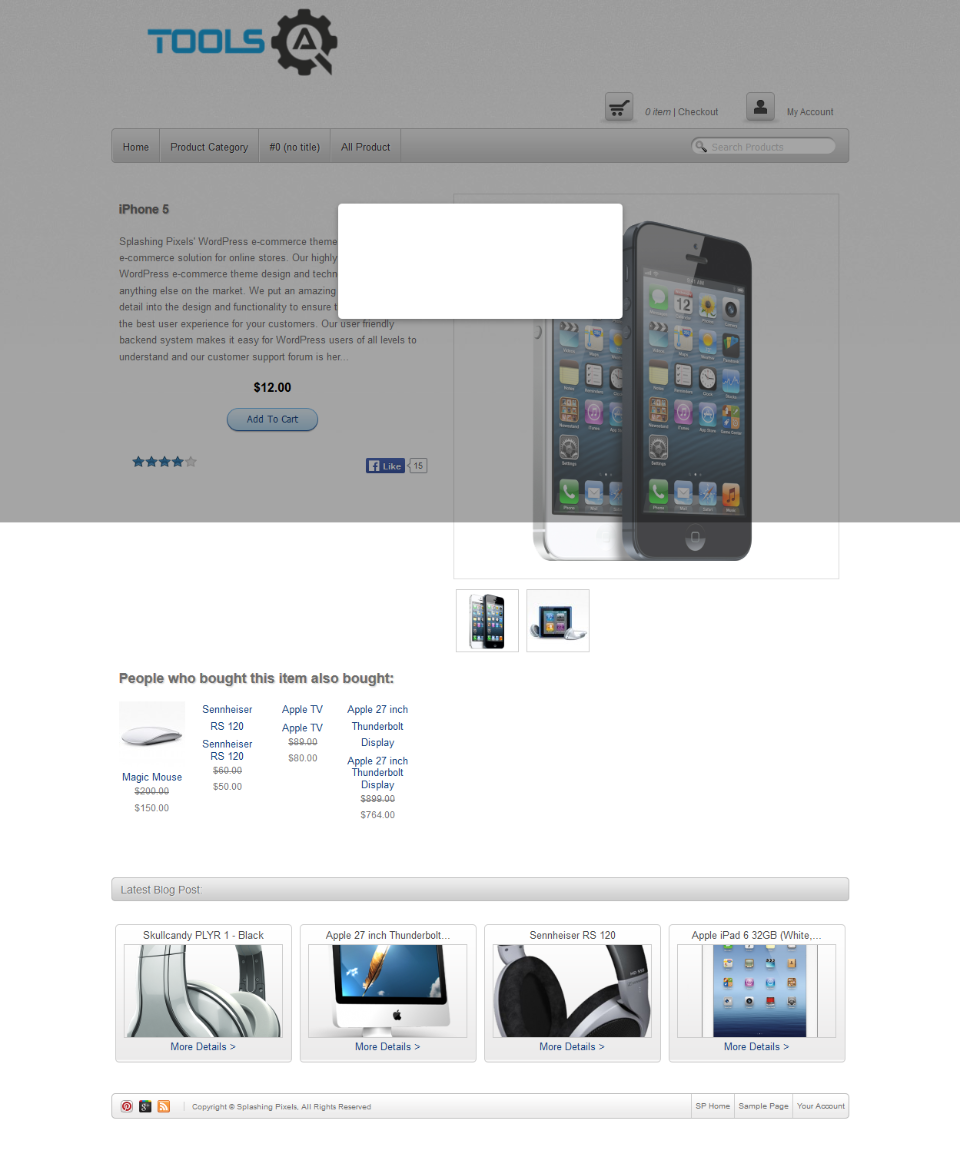 TOOLS QA
0 item | Checkout
My Account
Home
Product Category
#0 (no title)
All Product
Search Products
iPhone 5
Splashing Pixels' WordPress e-commerce theme
e-commerce solution for online stores. Our highly
WordPress e-commerce theme design and techn
anything else on the market. We put an amazing
detail into the design and functionality to ensure
the best user experience for your customers. Our user friendly
backend system makes it easy for WordPress users of all levels to
understand and our customer support forum is her...
$12.00
Add To Cart
Like
15
People who bought this item also bought:
Magic Mouse
$200.00
$150.00
Sennheiser
RS 120
Sennheiser
RS 120
$60.00
$50.00
Apple TV
Apple TV
$89.00
$80.00
Apple 27 inch
Thunderbolt
Display
Apple 27 inch
Thunderbolt
Display
$899.00
$764.00
Latest Blog Post
Skullcandy PLYR 1 - Black
More Details >
Apple 27 inch Thunderbolt...
More Details >
Sennheiser RS 120
More Details >
Apple iPad 6 32GB (White,...
More Details >
Copyright © Splashing Pixels, All Rights Reserved
SP Home
Sample Page
Your Account